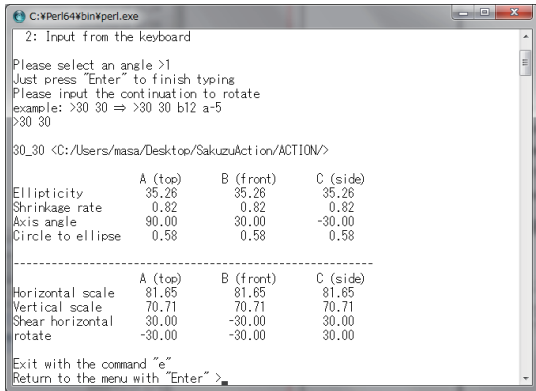 C:¥Perl64¥bin¥perl.exe
2: Input from the keyboard
Please select an angle >1
Just press "Enter" to finish typing
Please input the continuation to rotate
example: >30 30 ⇒ >30 30 b12 a-5
>30 30
30_30 <C:/Users/masa/Desktop/SakuzuAction/ACTION/>
A (top) B (front) C (side)
Ellipticity 35.26 35.26 35.26
Shrinkage rate 0.82 0.82 0.82
Axis angle 90.00 30.00 -30.00
Circle to ellipse 0.58 0.58 0.58
------------------------------------------------------------
A (top) B (front) C (side)
Horizontal scale 81.65 81.65 81.65
Vertical scale 70.71 70.71 70.71
Shear horizontal 30.00 -30.00 30.00
rotate -30.00 -30.00 30.00
Exit with the command "e"
Return to the menu with "Enter" >_